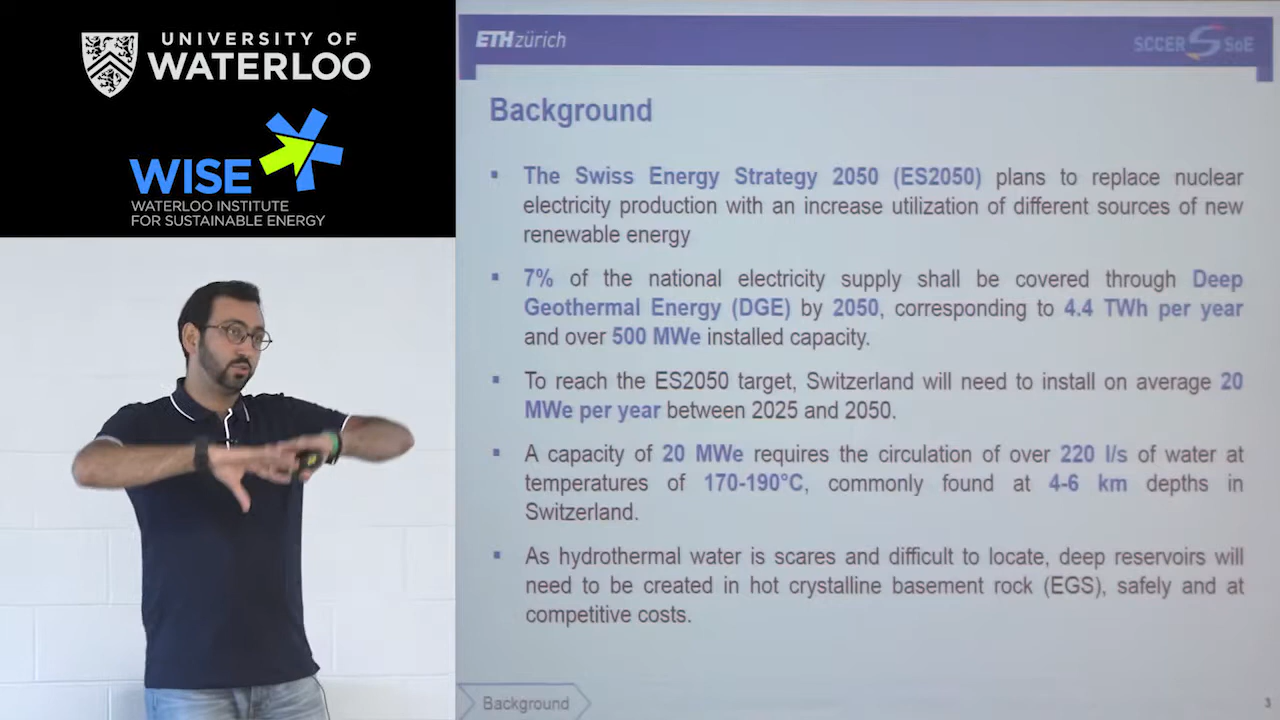 UNIVERSITY OF
WATERLOO
WISE
WATERLOO INSTITUTE
FOR SUSTAINABLE ENERGY
ETH zürich
SCCER SoE
Background
▪ The Swiss Energy Strategy 2050 (ES2050) plans to replace nuclear
electricity production with an increase utilization of different sources of new
renewable energy
▪ 7% of the national electricity supply shall be covered through Deep
Geothermal Energy (DGE) by 2050, corresponding to 4.4 TWh per year
and over 500 MWe installed capacity.
▪ To reach the ES2050 target, Switzerland will need to install on average 20
MWe per year between 2025 and 2050.
▪ A capacity of 20 MWe requires the circulation of over 220 l/s of water at
temperatures of 170-190°C, commonly found at 4-6 km depths in
Switzerland.
▪ As hydrothermal water is scares and difficult to locate, deep reservoirs will
need to be created in hot crystalline basement rock (EGS), safely and at
competitive costs.
Background
3